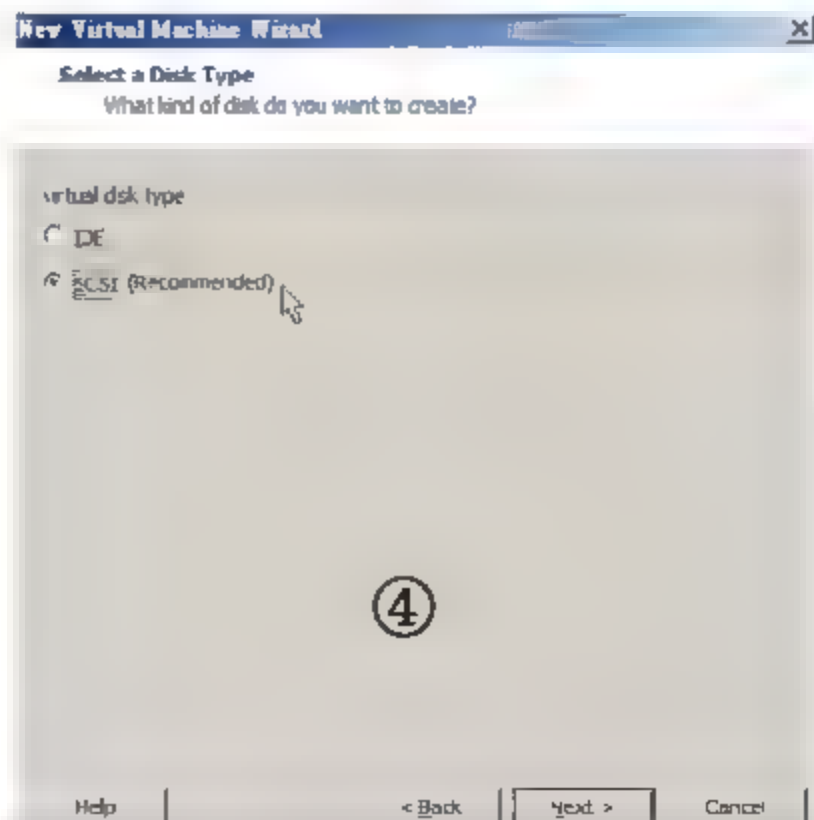 New Virtual Machine Wizard
Select a Disk Type
What kind of disk do you want to create?
Virtual disk type
IDE
SCSI (Recommended)
④
Help
< Back
Next >
Cancel